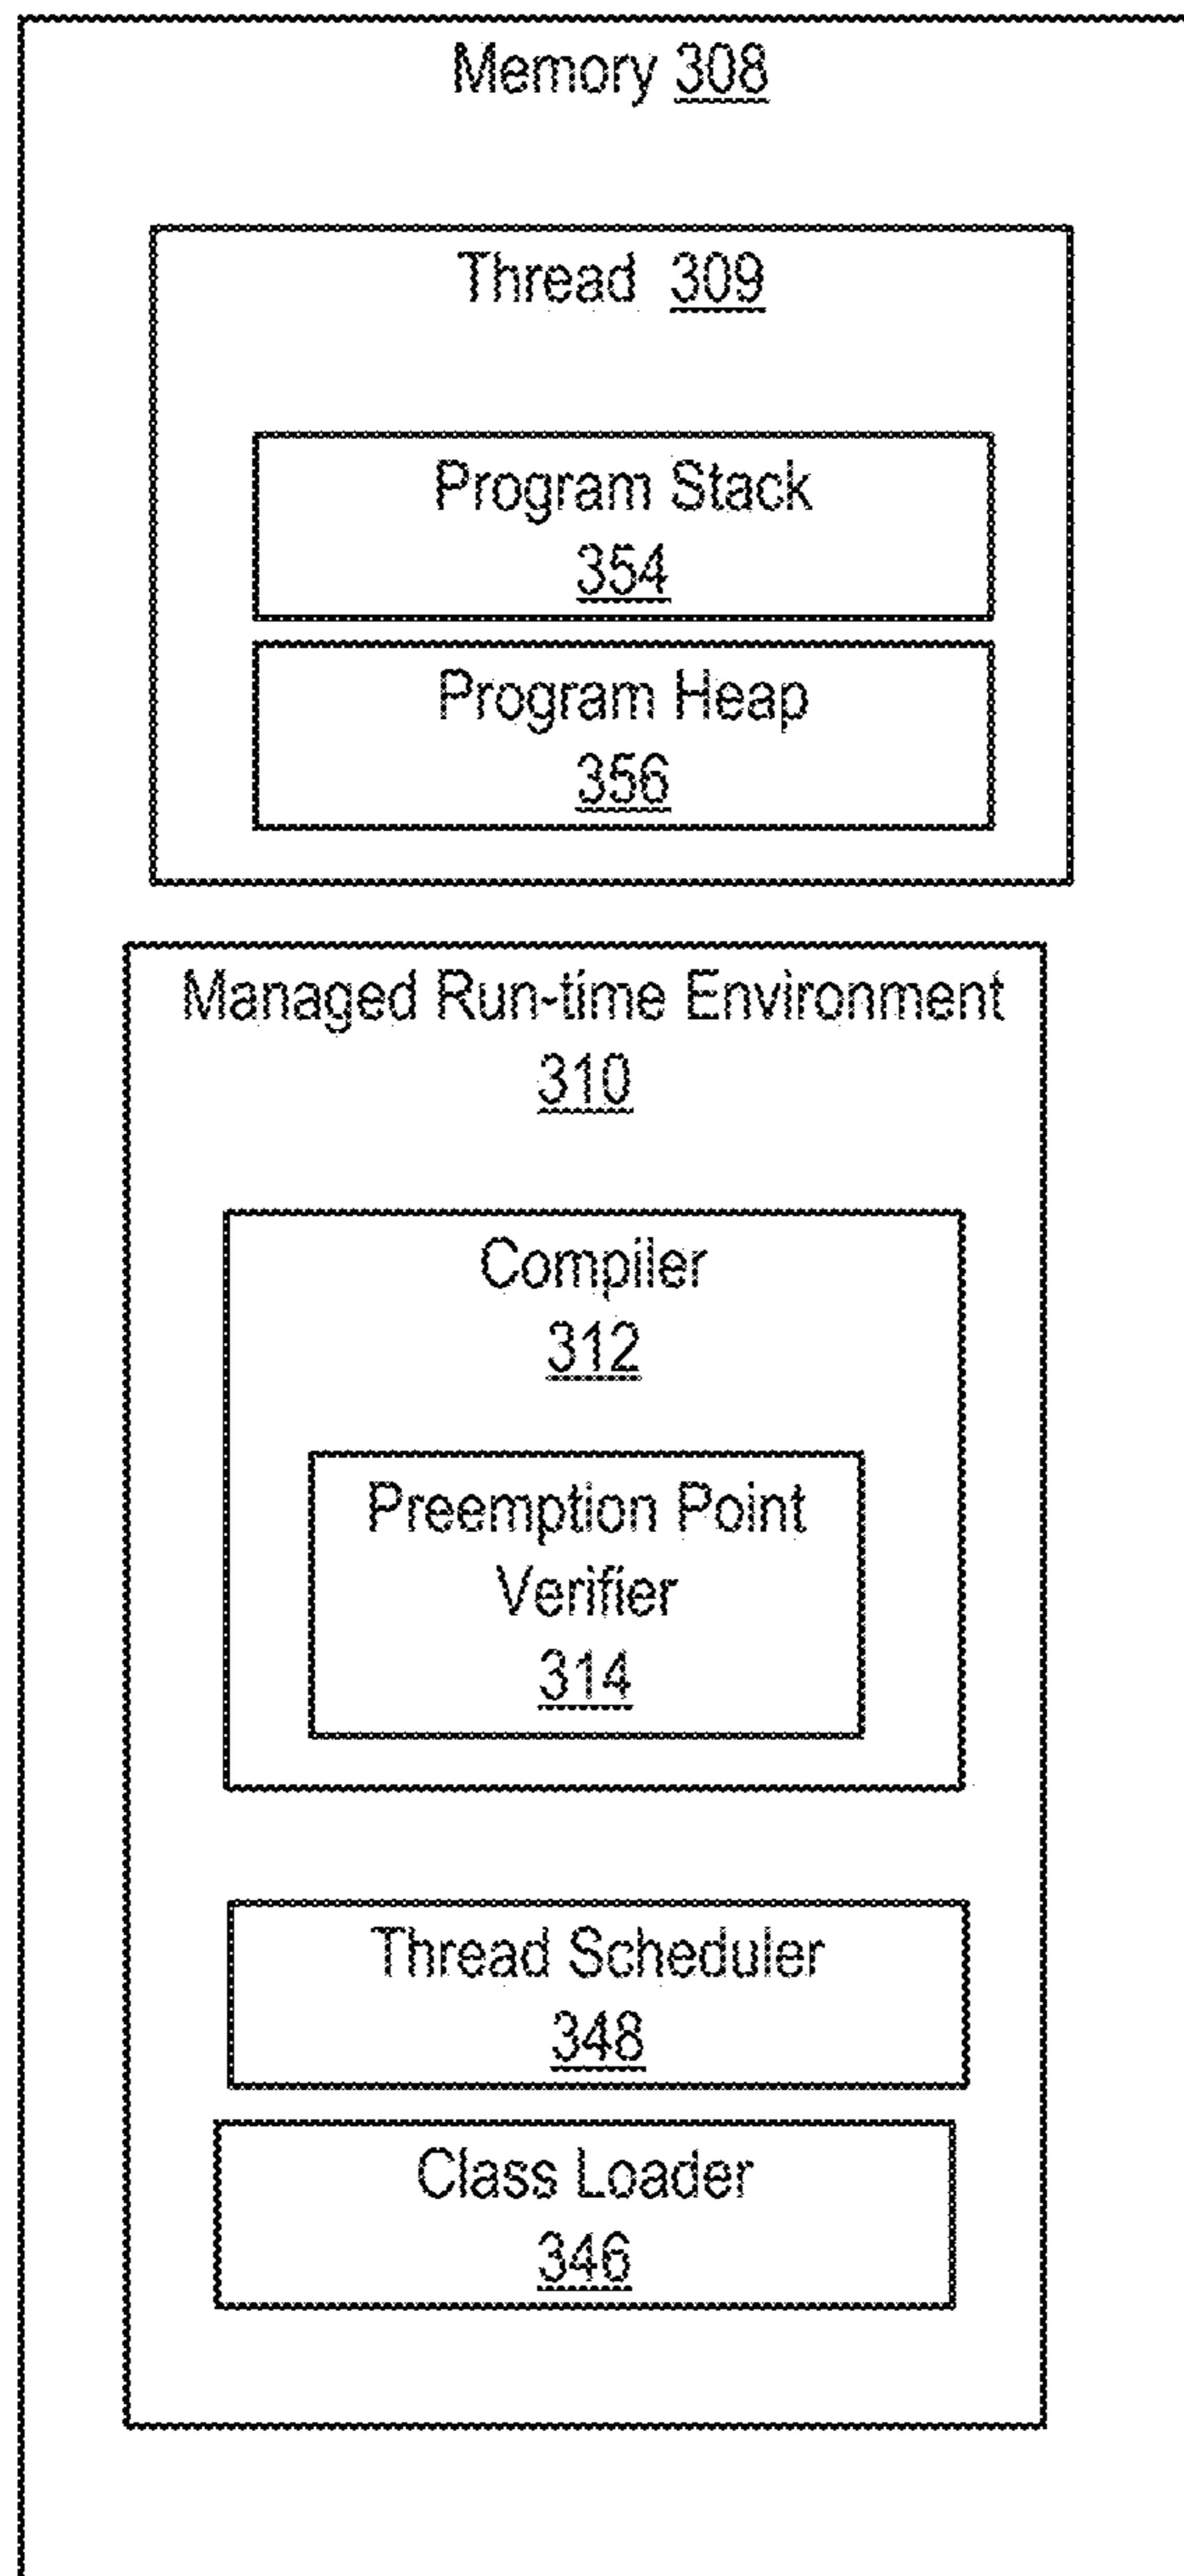 Memory 308
Thread 309
Program Stack
354
Program Heap
356
Managed Run-time Environment
310
Compiler
312
Preemption Point
Verifier
314
Thread Scheduler
348
Class Loader
346